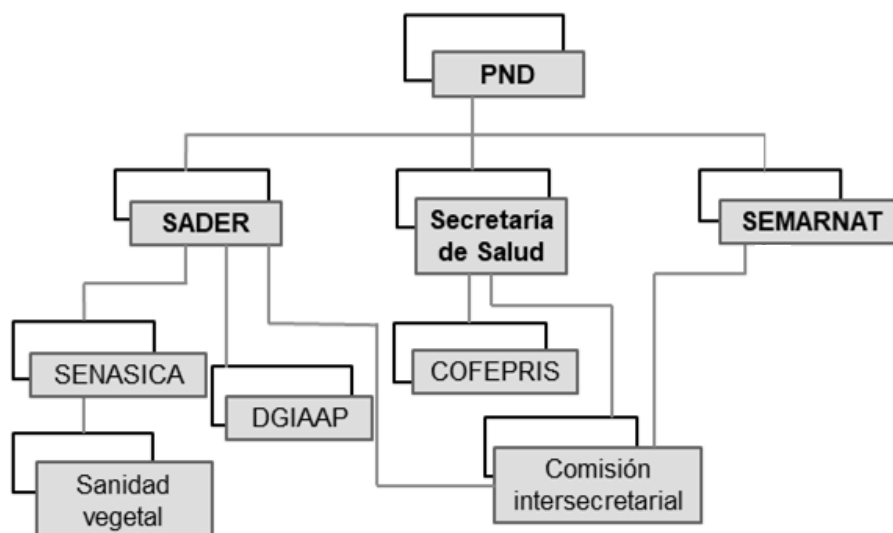 PND
SADER
Secretaría
de Salud
SEMARNAT
SENASICA
COFEPRIS
DGIAAP
Comisión
intersecretarial
Sanidad
vegetal